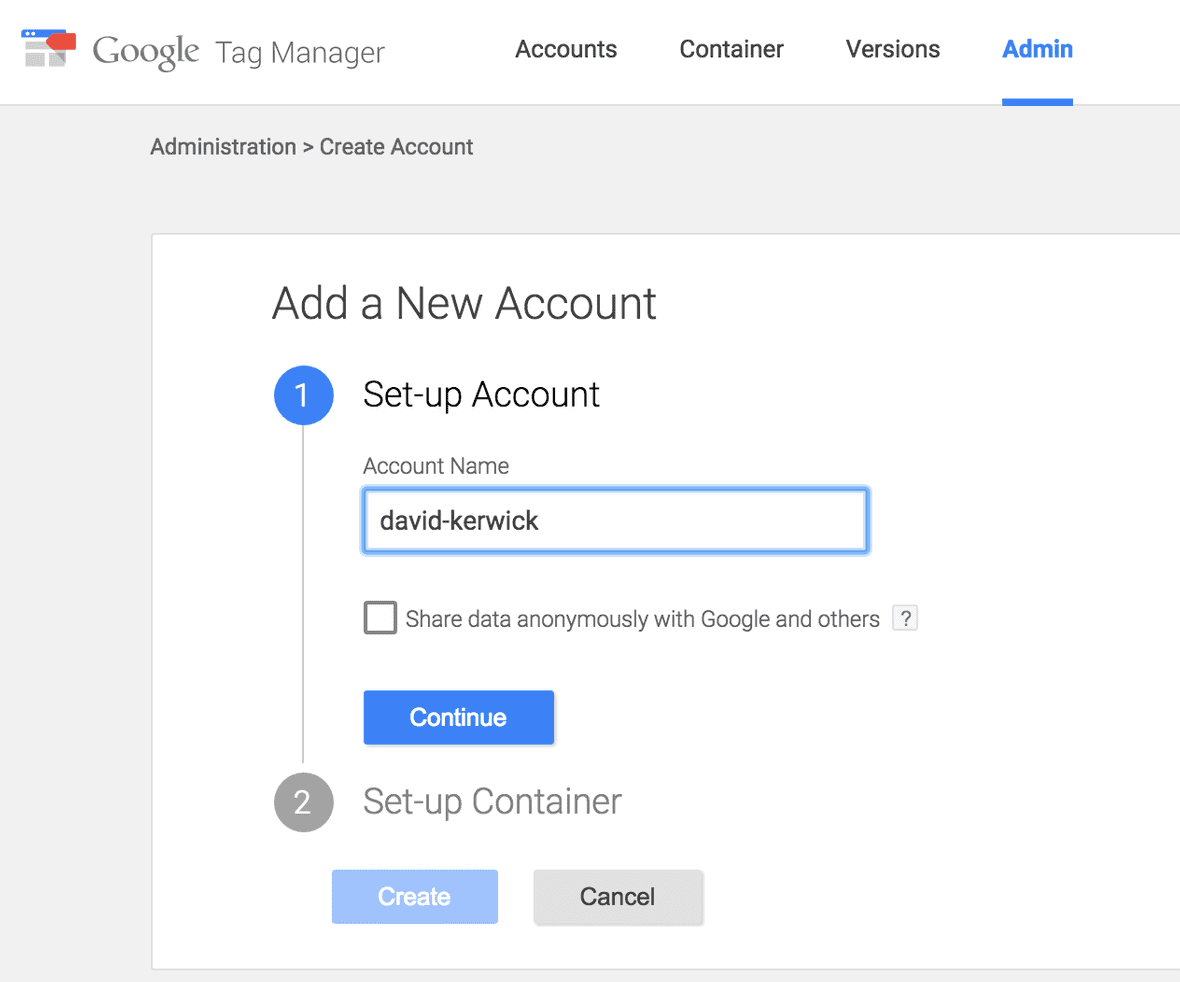 Google Tag Manager Accounts Container Versions Admin
Administration > Create Account
Add a New Account
1 Set-up Account
Account Name
david-kerwick
Share data anonymously with Google and others ?
Continue
2 Set-up Container
Create Cancel